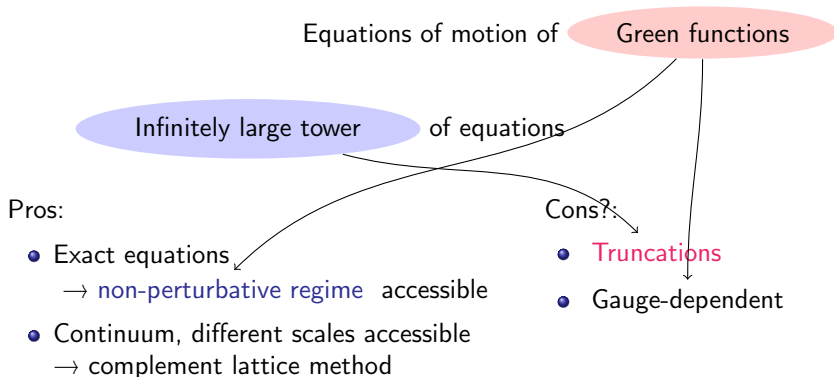 Equations of motion of Green functions
Infinitely large tower of equations
Pros:
Exact equations
→ non-perturbative regime accessible
Continuum, different scales accessible
→ complement lattice method
Cons?:
Truncations
Gauge-dependent